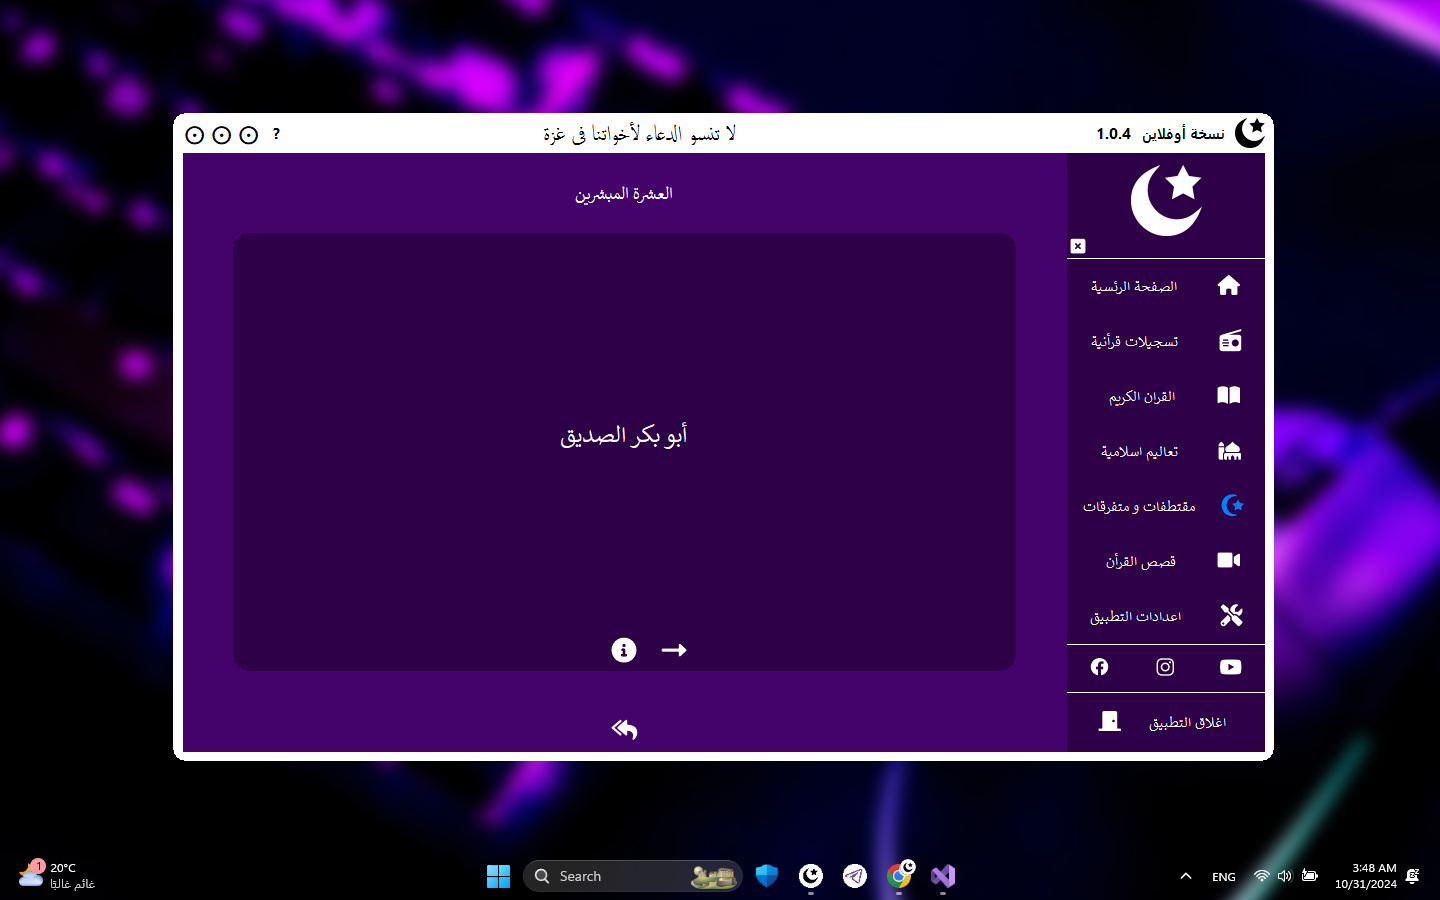 نسخة أوفلاين 1.0.4
لا تنسو الدعاء لأخواتنا فى غزة
?
العشرة المبشرين
أبو بكر الصديق
الصفحة الرئسية
تسجيلات قرأنية
القران الكريم
تعاليم اسلامية
مقتطفات و متفرقات
قصص القرأن
اعدادات التطبيق
اغلاق التطبيق
1
20°C
غائم غالبًا
Search
ENG
3:48 AM
10/31/2024